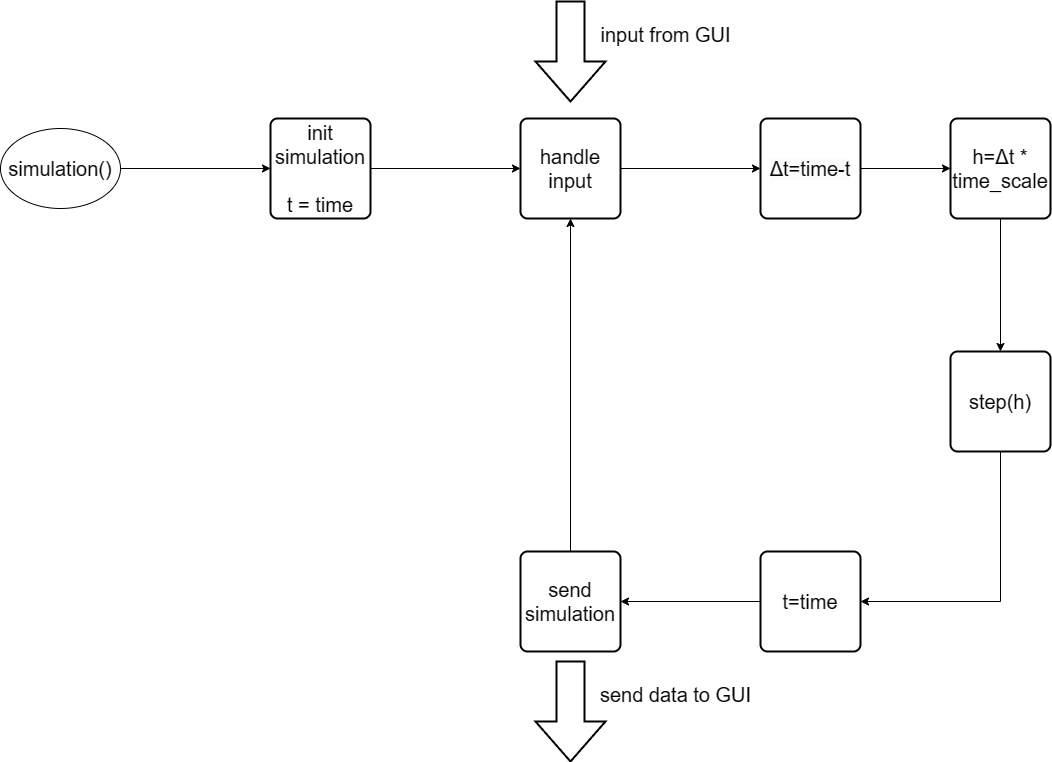 input from GUI
simulation()
init
simulation
t = time
handle
input
Δt=time-t
h=Δt *
time_scale
step(h)
t=time
send
simulation
send data to GUI